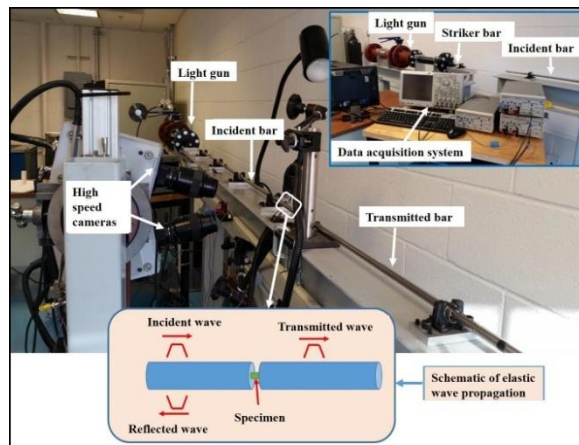 Light gun
Striker bar
Incident bar
Data acquisition system
Light gun
Incident bar
High
speed
cameras
Transmitted bar
Incident wave
Transmitted wave
Reflected wave
Specimen
Schematic of elastic
wave propagation